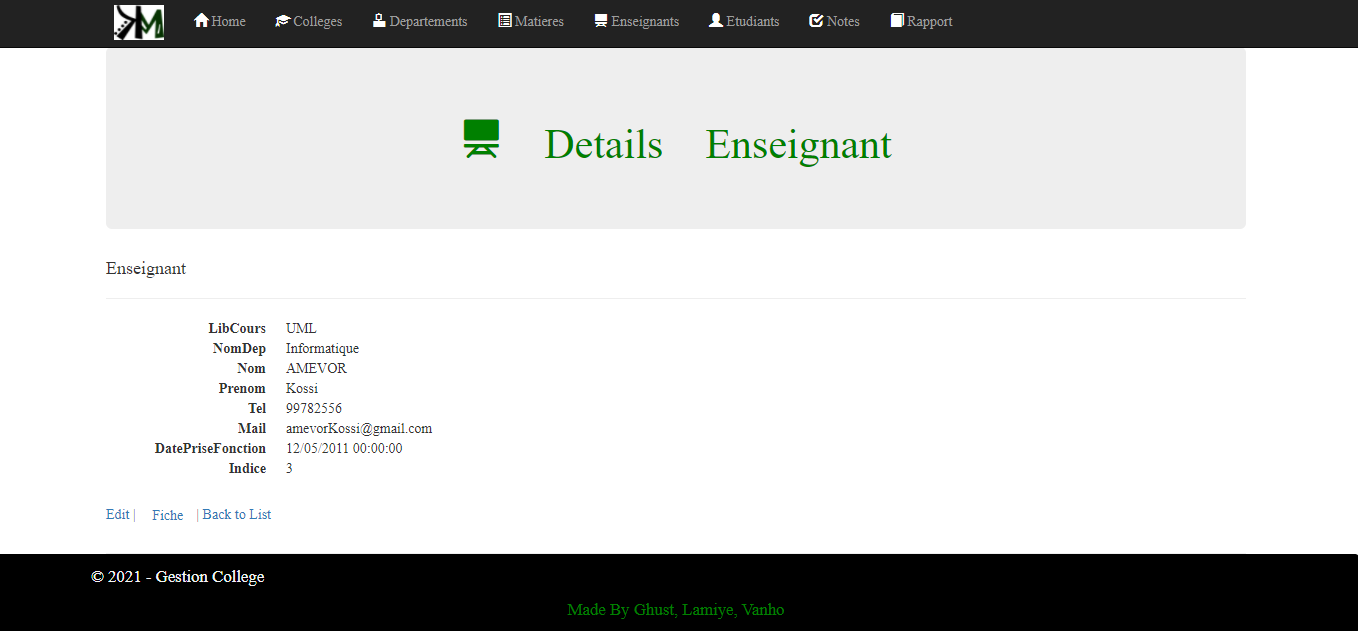 KM Home Colleges Departements Matieres Enseignants Etudiants Notes Rapport
Details Enseignant
Enseignant
LibCours UML
NomDep Informatique
Nom AMEVOR
Prenom Kossi
Tel 99782556
Mail amevorKossi@gmail.com
DatePriseFonction 12/05/2011 00:00:00
Indice 3
Edit | Fiche | Back to List
© 2021 - Gestion College
Made By Ghust, Lamiye, Vanho